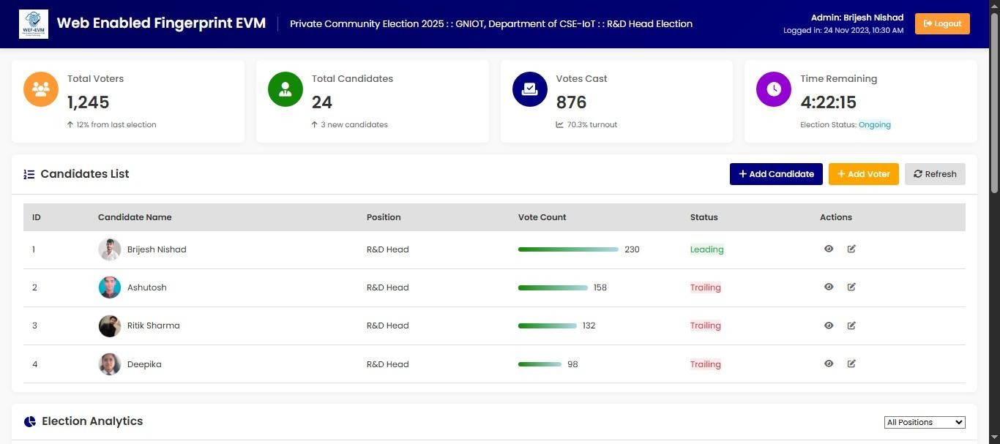 WEF-EVM
Web Enabled Fingerprint EVM
Private Community Election 2025 : : GNIOT, Department of CSE-IoT : : R&D Head Election
Admin: Brijesh Nishad
Logged in: 24 Nov 2023, 10:30 AM
Logout
Total Voters
1,245
12% from last election
Total Candidates
24
3 new candidates
Votes Cast
876
70.3% turnout
Time Remaining
4:22:15
Election Status: Ongoing
Candidates List
+ Add Candidate
+ Add Voter
Refresh
ID Candidate Name Position Vote Count Status Actions
1 Brijesh Nishad R&D Head 230 Leading
2 Ashutosh R&D Head 158 Trailing
3 Ritik Sharma R&D Head 132 Trailing
4 Deepika R&D Head 98 Trailing
Election Analytics
All Positions